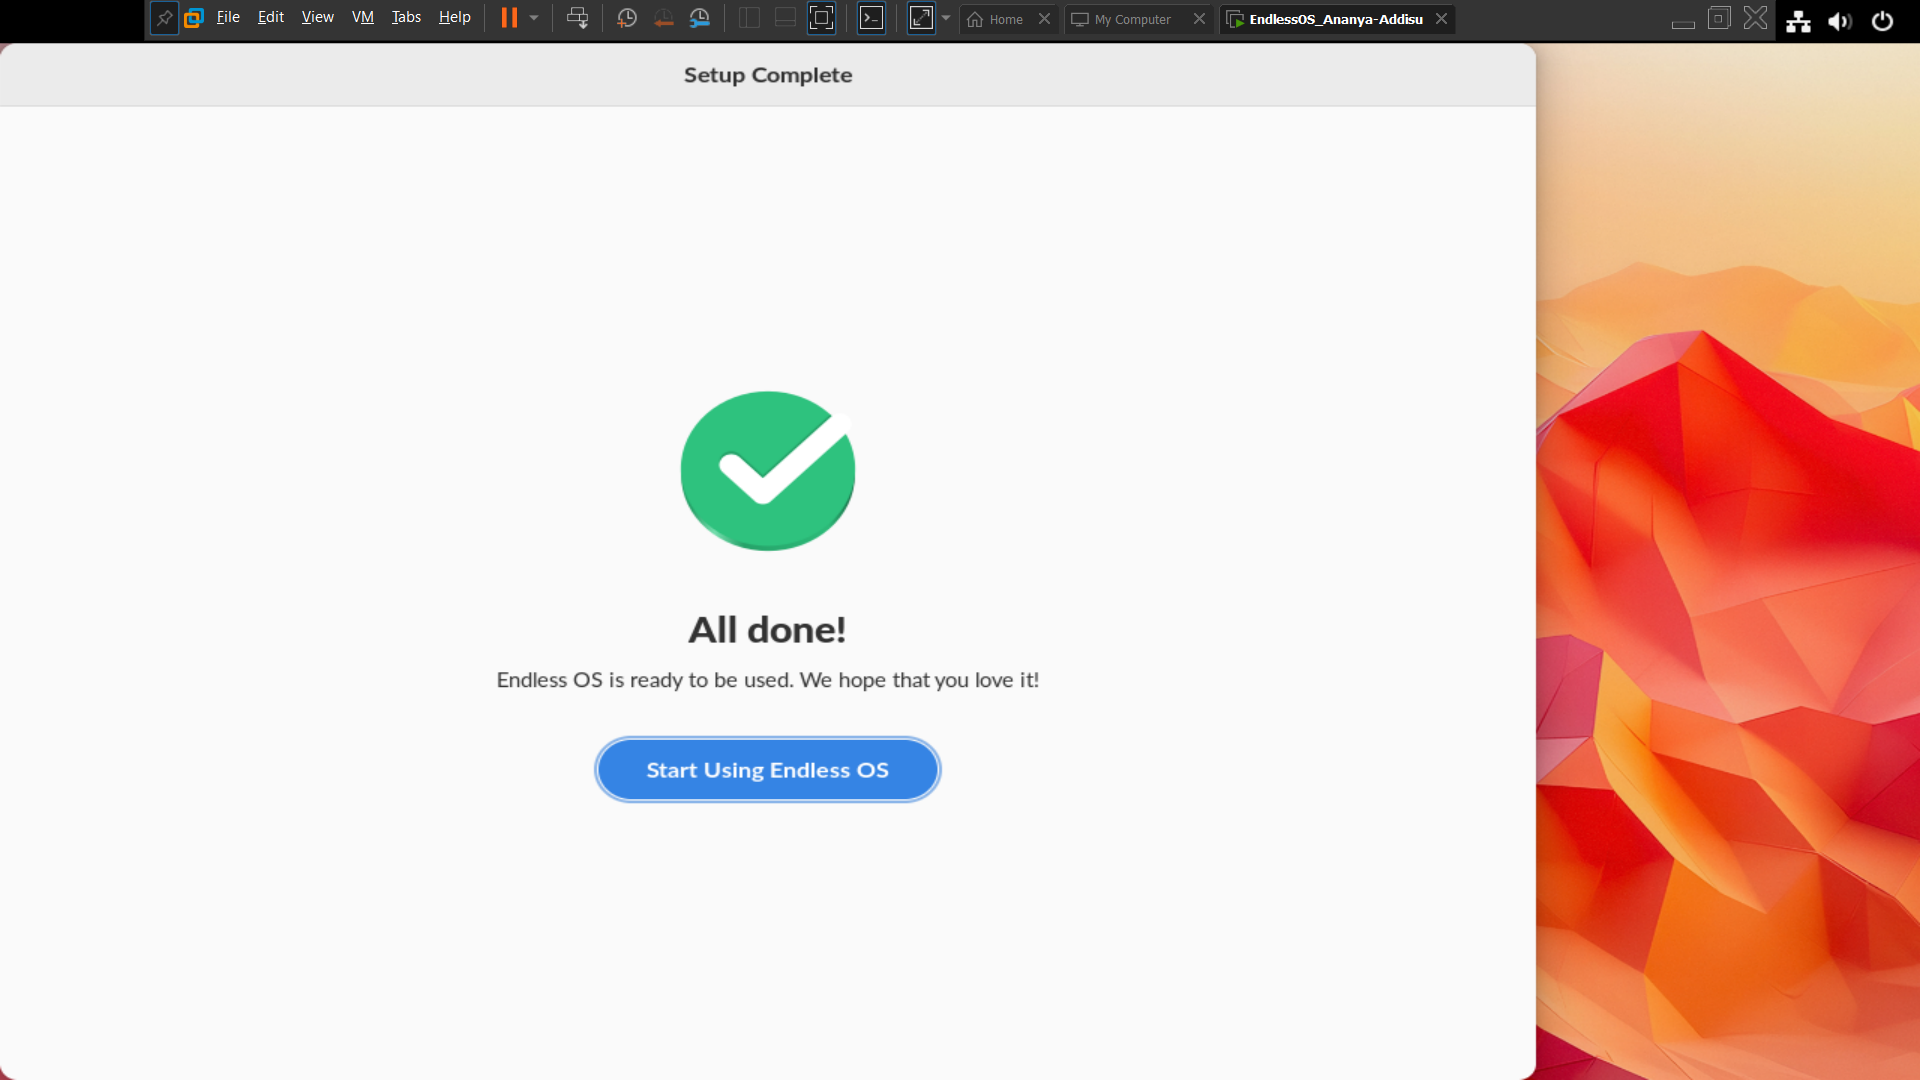 File Edit View VM Tabs Help Home My Computer EndlessOS_Ananya-Addisu
Setup Complete
All done!
Endless OS is ready to be used. We hope that you love it!
Start Using Endless OS